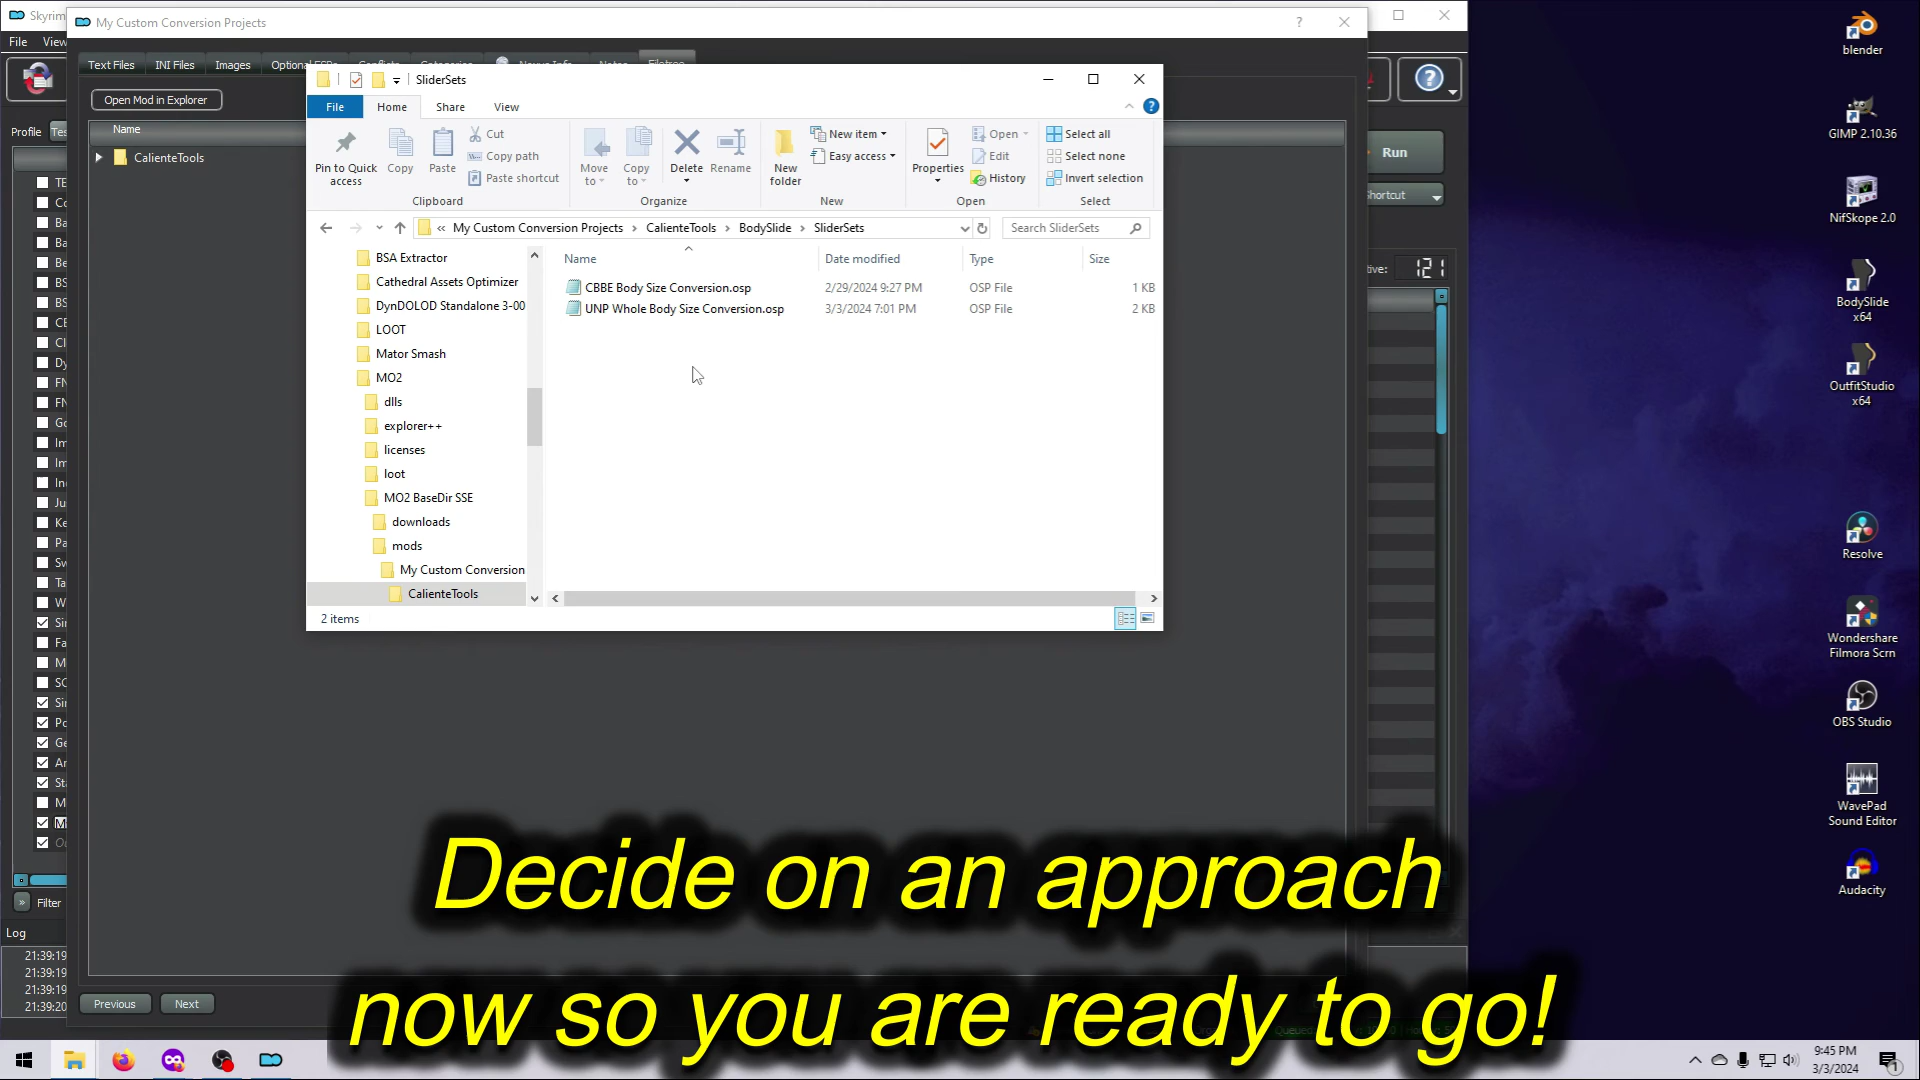 Skyrim
My Custom Conversion Projects
?
File View
Text Files INI Files Images Optional ESPs Conflicts Categories Nexus Info Notes Filetree
SliderSets
Open Mod in Explorer
File Home Share View
Name
CalienteTools
Pin to Quick access
Copy
Paste
Cut
Copy path
Paste shortcut
Clipboard
Move to
Copy to
Delete
Rename
Organize
New folder
New item
Easy access
New
Properties
Open
Edit
History
Open
Select all
Select none
Invert selection
Select
Profile
Run
Shortcut
« My Custom Conversion Projects › CalienteTools › BodySlide › SliderSets
Search SliderSets
Name Date modified Type Size
CBBE Body Size Conversion.osp 2/29/2024 9:27 PM OSP File 1 KB
UNP Whole Body Size Conversion.osp 3/3/2024 7:01 PM OSP File 2 KB
BSA Extractor
Cathedral Assets Optimizer
DynDOLOD Standalone 3-00
LOOT
Mator Smash
MO2
dlls
explorer++
licenses
loot
MO2 BaseDir SSE
downloads
mods
My Custom Conversion
CalienteTools
2 items
121
Filter
Log
21:39:19
21:39:19
21:39:19
21:39:20
Previous Next
Decide on an approach
now so you are ready to go!
blender
GIMP 2.10.36
NifSkope 2.0
BodySlide
x64
OutfitStudio
x64
Resolve
Wondershare
Filmora Scrn
OBS Studio
WavePad
Sound Editor
Audacity
9:45 PM
3/3/2024
1